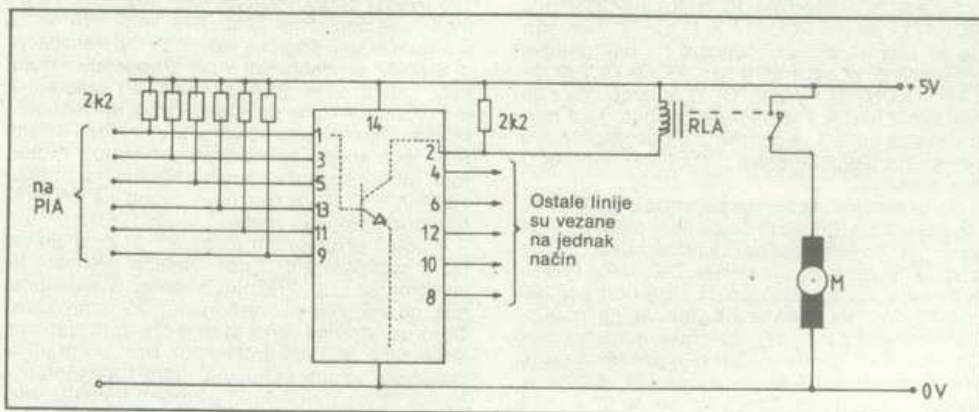 2k2
14
2k2
RLA
+5V
1
3
5
13
11
9
2
4
6
12
10
8
na
PIA
Ostale linije
su vezane
na jednak
način
M
0V